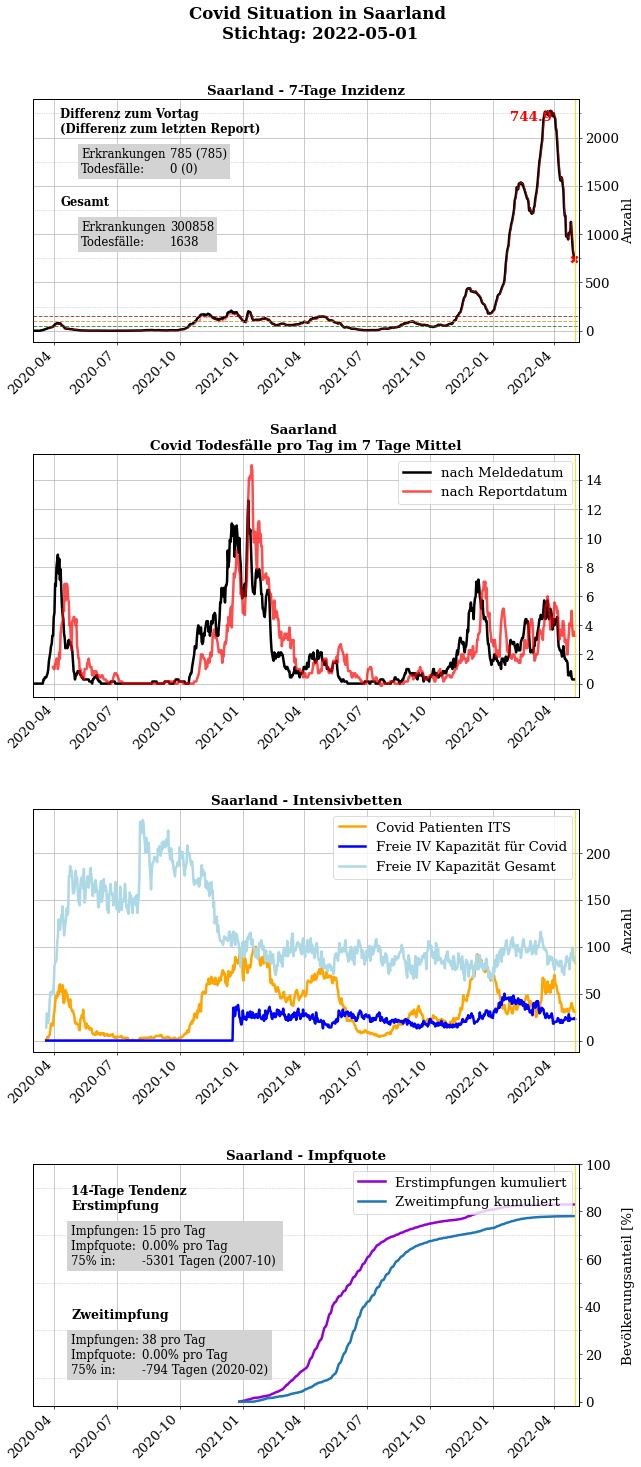 Covid Situation in Saarland
Stichtag: 2022-05-01
Saarland - 7-Tage Inzidenz
Differenz zum Vortag
(Differenz zum letzten Report)
Erkrankungen 785 (785)
Todesfälle: 0 (0)
Gesamt
Erkrankungen 300858
Todesfälle: 1638
2000
1500
1000
500
0
Anzahl
2020-04
2020-07
2020-10
2021-01
2021-04
2021-07
2021-10
2022-01
2022-04
Saarland
Covid Todesfälle pro Tag im 7 Tage Mittel
nach Meldedatum
nach Reportdatum
14
12
10
8
6
4
2
0
2020-04
2020-07
2020-10
2021-01
2021-04
2021-07
2021-10
2022-01
2022-04
Saarland - Intensivbetten
Covid Patienten ITS
Freie IV Kapazität für Covid
Freie IV Kapazität Gesamt
200
150
100
50
0
Anzahl
2020-04
2020-07
2020-10
2021-01
2021-04
2021-07
2021-10
2022-01
2022-04
Saarland - Impfquote
14-Tage Tendenz
Erstimpfung
Impfungen: 15 pro Tag
Impfquote: 0.00% pro Tag
75% in: -5301 Tagen (2007-10)
Zweitimpfung
Impfungen: 38 pro Tag
Impfquote: 0.00% pro Tag
75% in: -794 Tagen (2020-02)
Erstimpfungen kumuliert
Zweitimpfung kumuliert
100
80
60
40
20
0
Bevölkerungsanteil [%]
2020-04
2020-07
2020-10
2021-01
2021-04
2021-07
2021-10
2022-01
2022-04